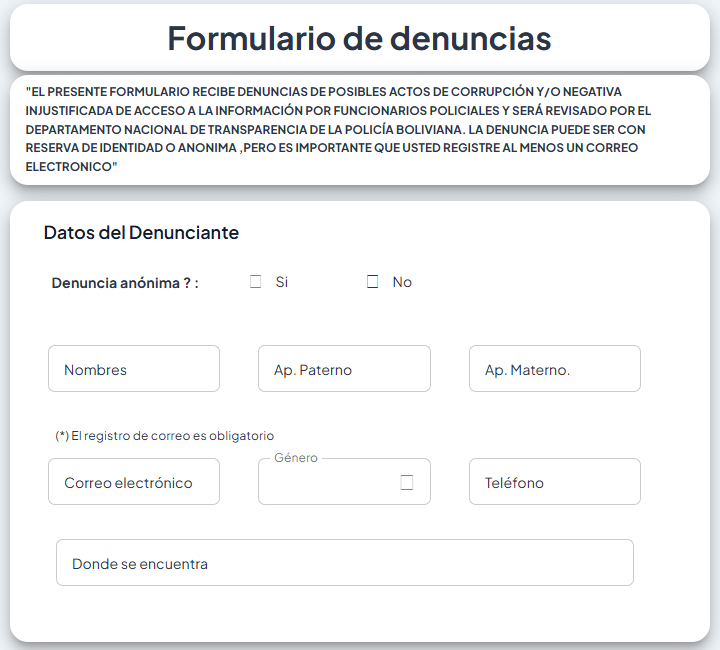 Formulario de denuncias
"EL PRESENTE FORMULARIO RECIBE DENUNCIAS DE POSIBLES ACTOS DE CORRUPCIÓN Y/O NEGATIVA
INJUSTIFICADA DE ACCESO A LA INFORMACIÓN POR FUNCIONARIOS POLICIALES Y SERÁ REVISADO POR EL
DEPARTAMENTO NACIONAL DE TRANSPARENCIA DE LA POLICÍA BOLIVIANA. LA DENUNCIA PUEDE SER CON
RESERVA DE IDENTIDAD O ANONIMA ,PERO ES IMPORTANTE QUE USTED REGISTRE AL MENOS UN CORREO
ELECTRONICO"
Datos del Denunciante
Denuncia anónima ? : Si No
Nombres Ap. Paterno Ap. Materno.
(*) El registro de correo es obligatorio
Género
Correo electrónico Teléfono
Donde se encuentra